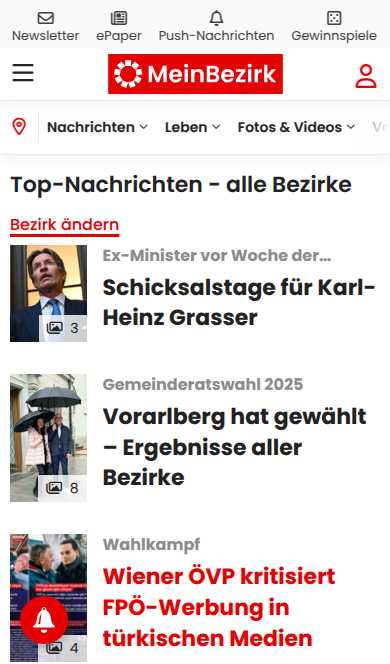 Newsletter
ePaper
Push-Nachrichten
Gewinnspiele
MeinBezirk
Nachrichten
Leben
Fotos & Videos
Top-Nachrichten - alle Bezirke
Bezirk ändern
Ex-Minister vor Woche der...
Schicksalstage für Karl-
Heinz Grasser
3
Gemeinderatswahl 2025
Vorarlberg hat gewählt
– Ergebnisse aller
Bezirke
8
Wahlkampf
Wiener ÖVP kritisiert
FPÖ-Werbung in
türkischen Medien
4